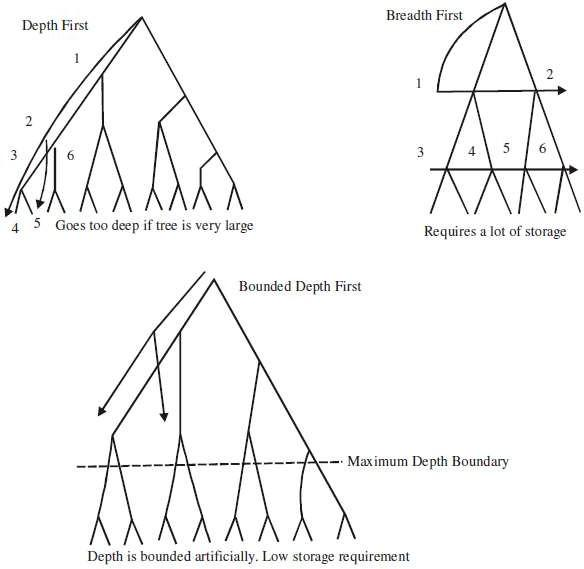 Depth First
1
2
3
6
4
5
Goes too deep if tree is very large
Breadth First
1
2
3
4
5
6
Requires a lot of storage
Bounded Depth First
Maximum Depth Boundary
Depth is bounded artificially. Low storage requirement